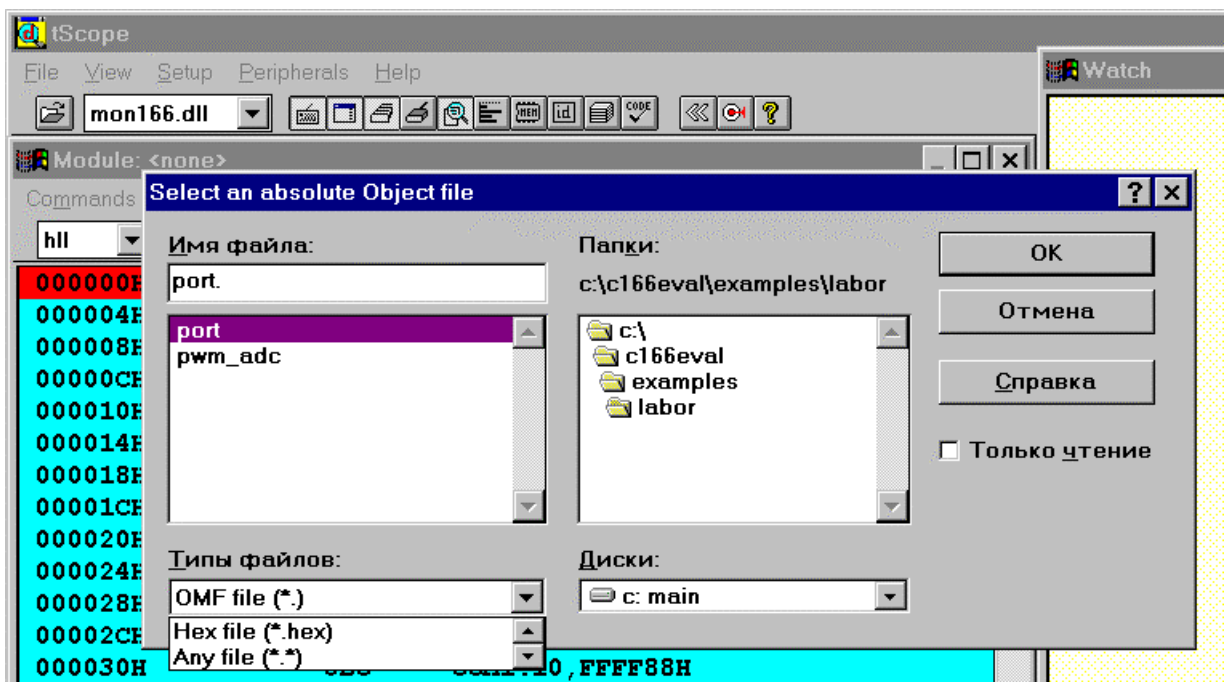 tScope
File View Setup Peripherals Help
Watch
mon166.dll
MEM
id
CODE
Module: <none>
Commands
Select an absolute Object file
hll
Имя файла:
Папки:
OK
port.
c:\c166eval\examples\labor
Отмена
port
pwm_adc
c:\
c166eval
examples
labor
Справка
Только чтение
Типы файлов:
Диски:
OMF file (*.)
c: main
Hex file (*.hex)
Any file (*.*)
000000H
000004H
000008H
00000CH
000010H
000014H
000018H
00001CH
000020H
000024H
000028H
00002CH
000030H ,FFFF88H